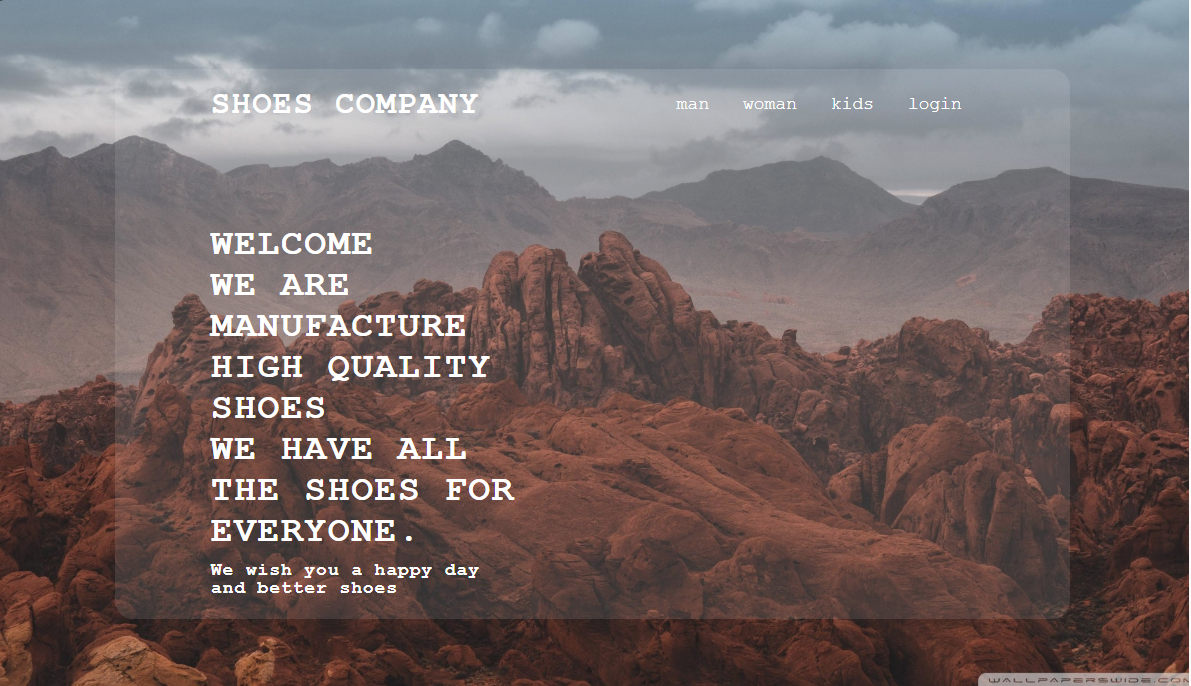 SHOES COMPANY man woman kids login
WELCOME
WE ARE
MANUFACTURE
HIGH QUALITY
SHOES
WE HAVE ALL
THE SHOES FOR
EVERYONE.
We wish you a happy day
and better shoes
WALLPAPERSWIDE.COM